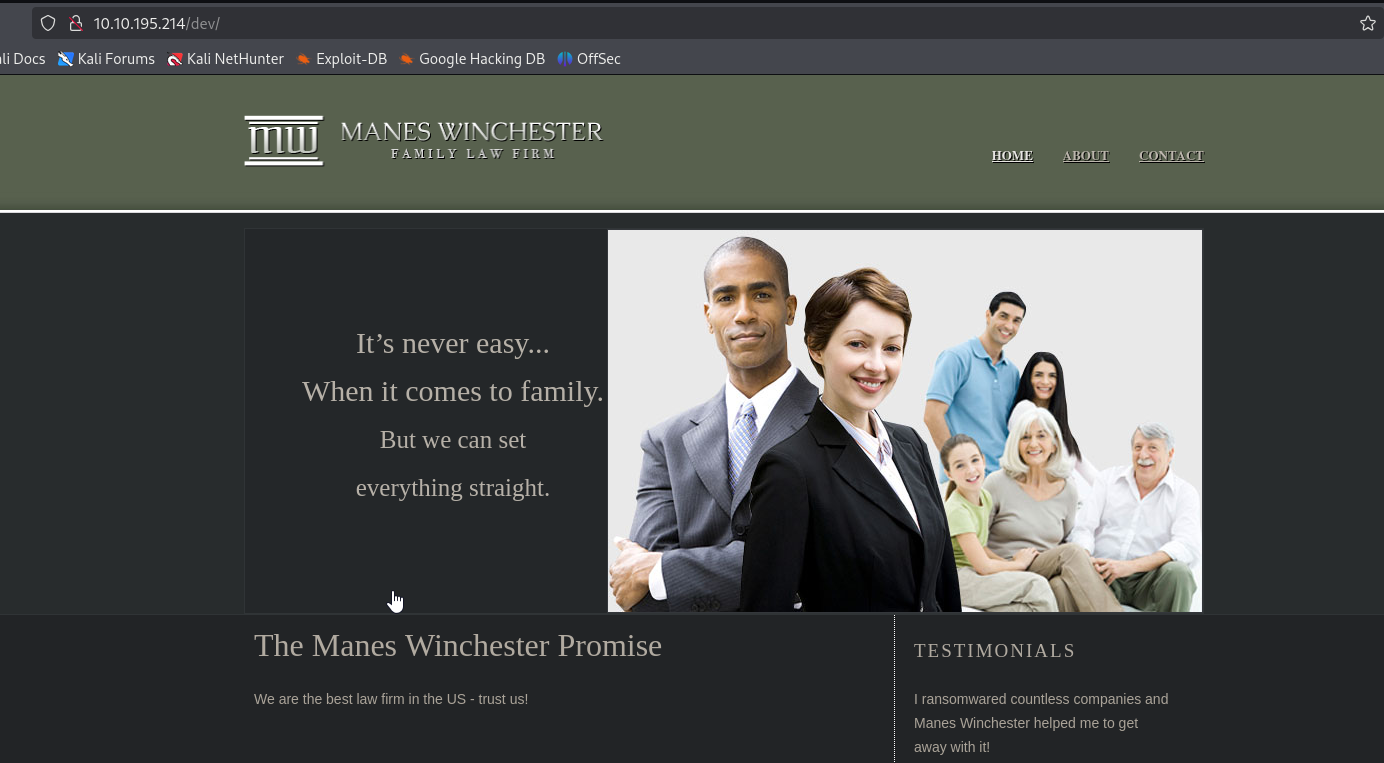 10.10.195.214/dev/
ali Docs Kali Forums Kali NetHunter Exploit-DB Google Hacking DB OffSec
mw MANES WINCHESTER
FAMILY LAW FIRM
HOME ABOUT CONTACT
It’s never easy...
When it comes to family.
But we can set
everything straight.
The Manes Winchester Promise
We are the best law firm in the US - trust us!
TESTIMONIALS
I ransomwared countless companies and
Manes Winchester helped me to get
away with it!